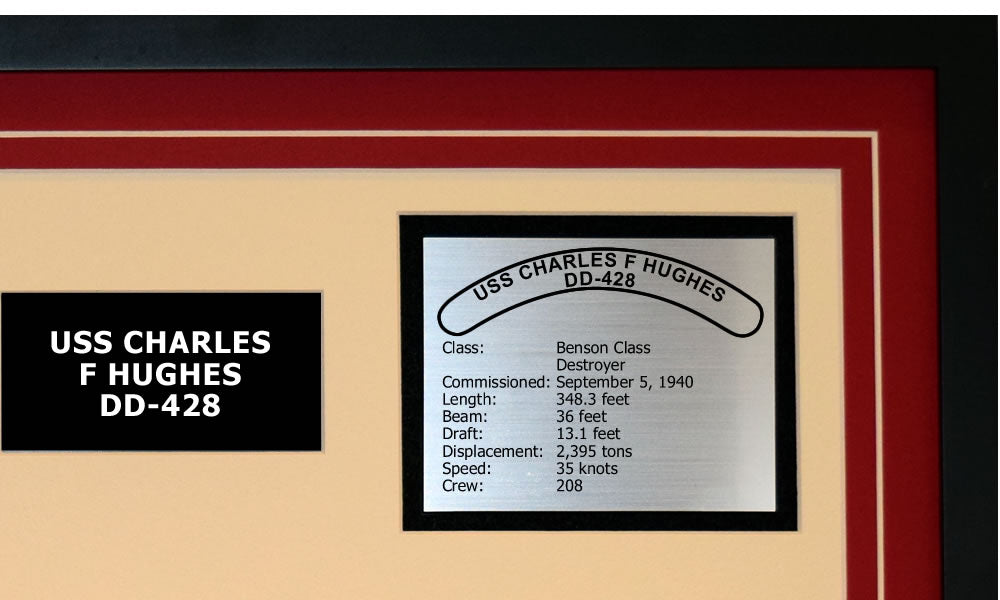 USS CHARLES
F HUGHES
DD-428
USS CHARLES F HUGHES
DD-428
Class: Benson Class
Destroyer
Commissioned: September 5, 1940
Length: 348.3 feet
Beam: 36 feet
Draft: 13.1 feet
Displacement: 2,395 tons
Speed: 35 knots
Crew: 208